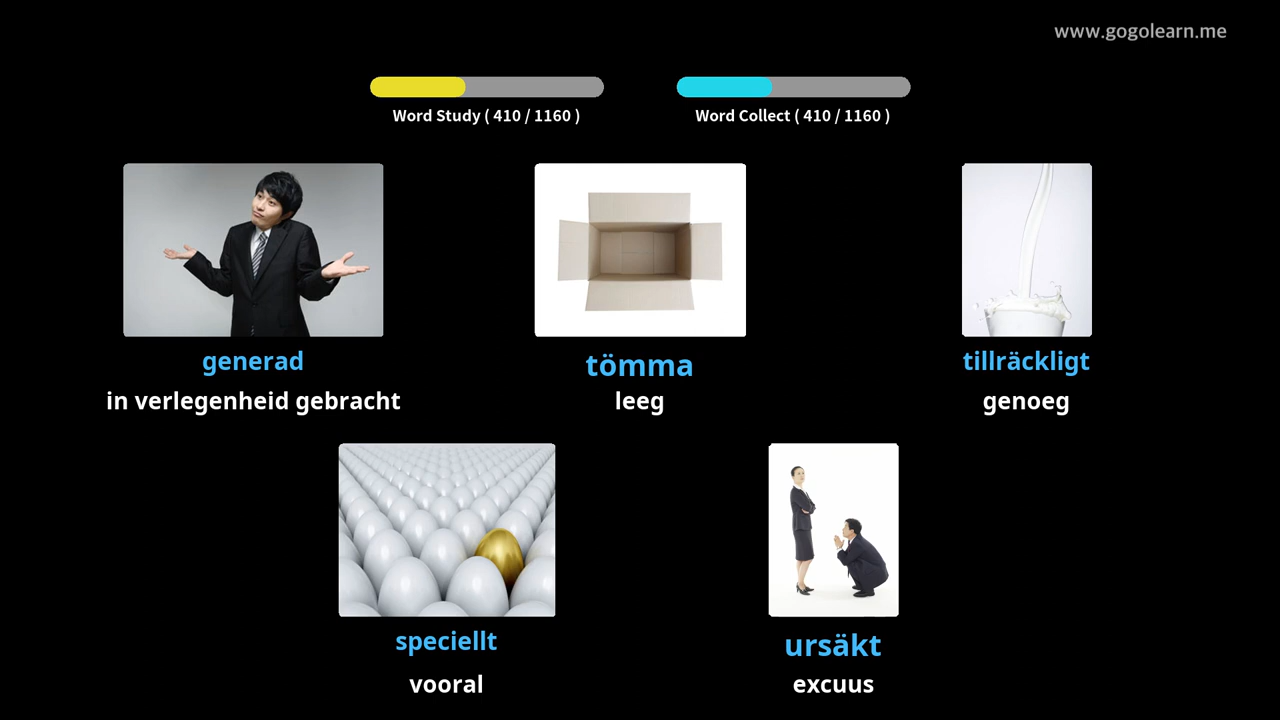 www.gogolearn.me
Word Study ( 410 / 1160 )
Word Collect ( 410 / 1160 )
generad
in verlegenheid gebracht
tömma
leeg
tillräckligt
genoeg
speciellt
vooral
ursäkt
excuus